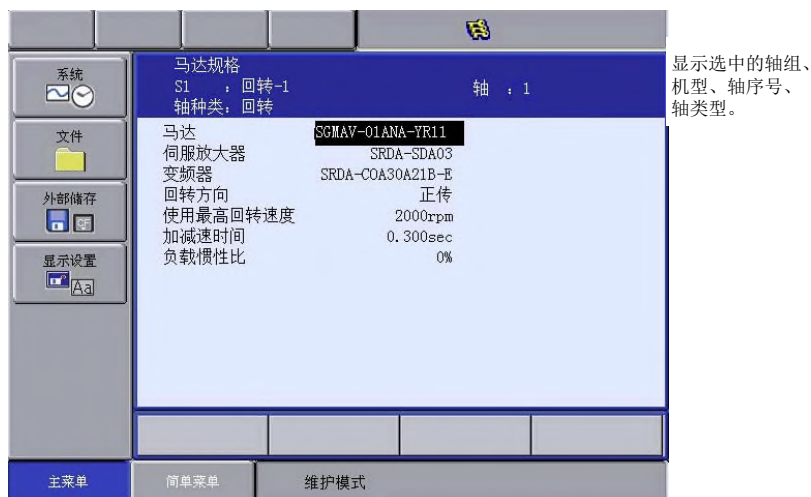 系统
文件
外部储存
CF
显示设置
Aa
马达规格
S1 : 回转-1 轴 : 1
轴种类: 回转
马达 SGMAV-01ANA-YR11
伺服放大器 SRDA-SDA03
变频器 SRDA-COA30A21B-E
回转方向 正传
使用最高回转速度 2000rpm
加减速时间 0.300sec
负载惯性比 0%
主菜单
简单菜单
维护模式
显示选中的轴组、
机型、轴序号、
轴类型。